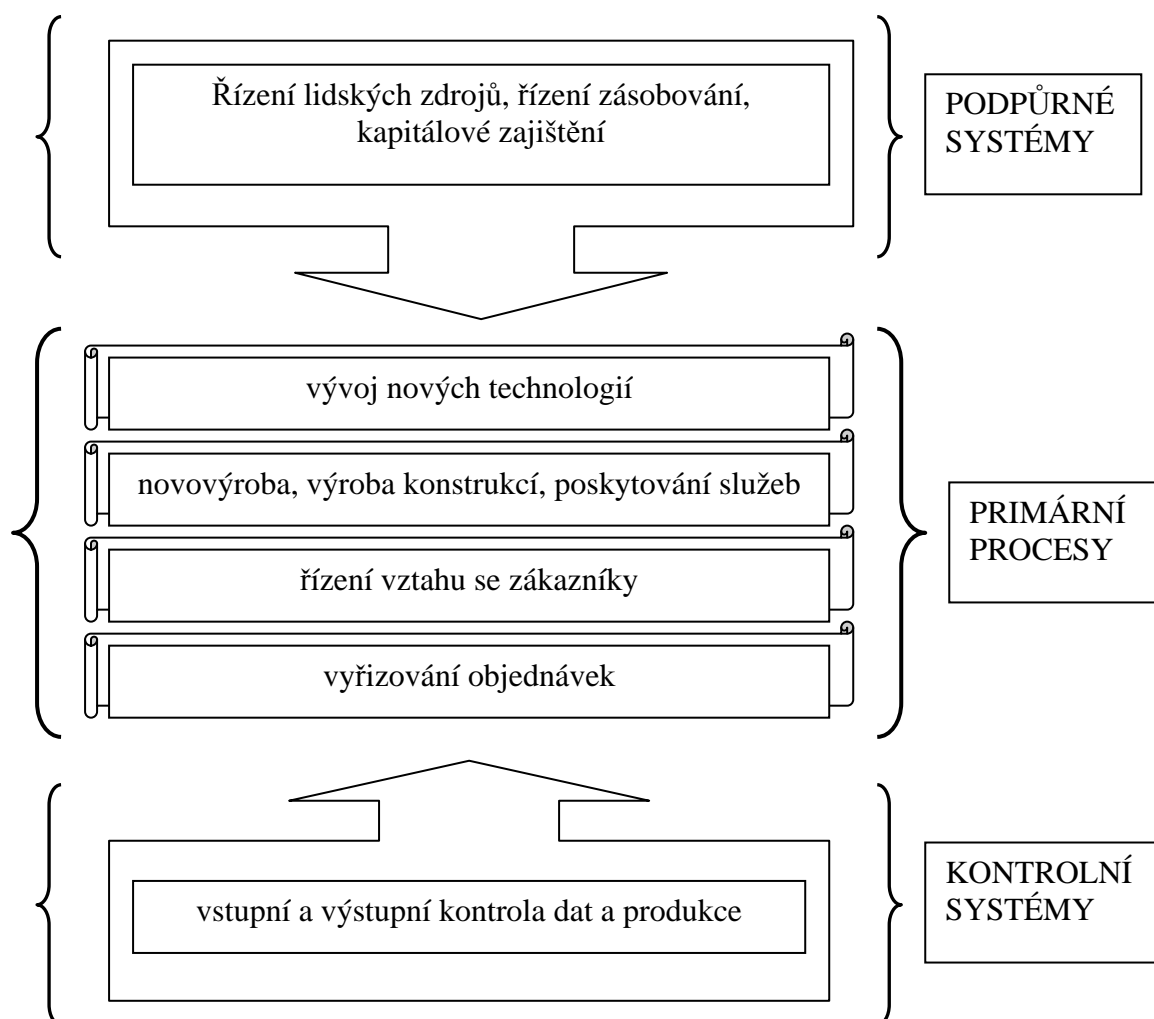 Řízení lidských zdrojů, řízení zásobování,
kapitálové zajištění
PODPŮRNÉ
SYSTÉMY
vývoj nových technologií
novovýroba, výroba konstrukcí, poskytování služeb
řízení vztahu se zákazníky
vyřizování objednávek
PRIMÁRNÍ
PROCESY
vstupní a výstupní kontrola dat a produkce
KONTROLNÍ
SYSTÉMY